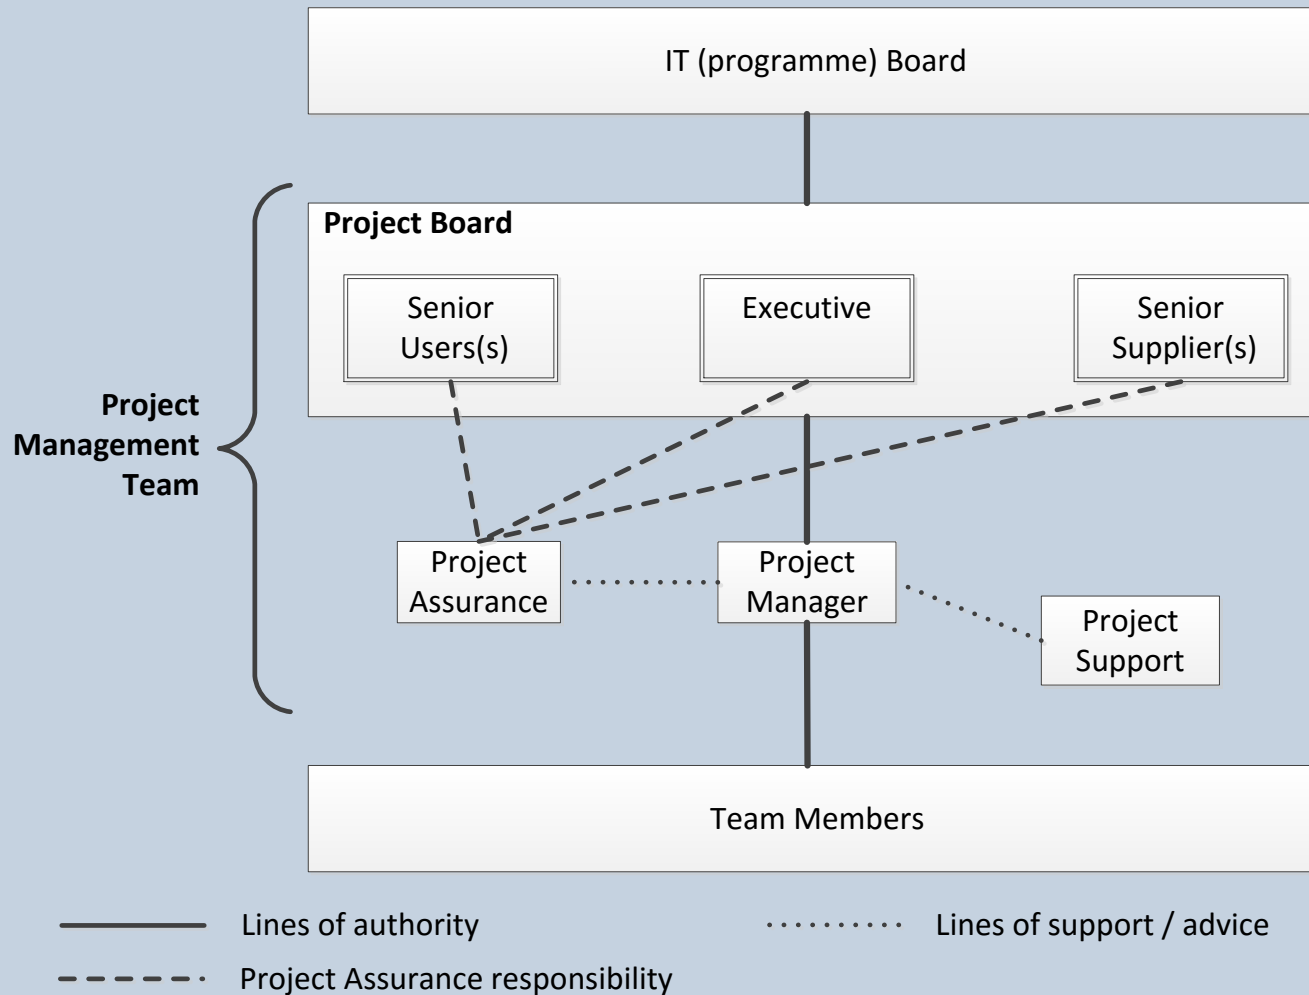 IT (programme) Board
Project Board
Senior
Users(s)
Executive
Senior
Supplier(s)
Project
Management
Team
Project
Assurance
Project
Manager
Project
Support
Team Members
Lines of authority
Lines of support / advice
Project Assurance responsibility